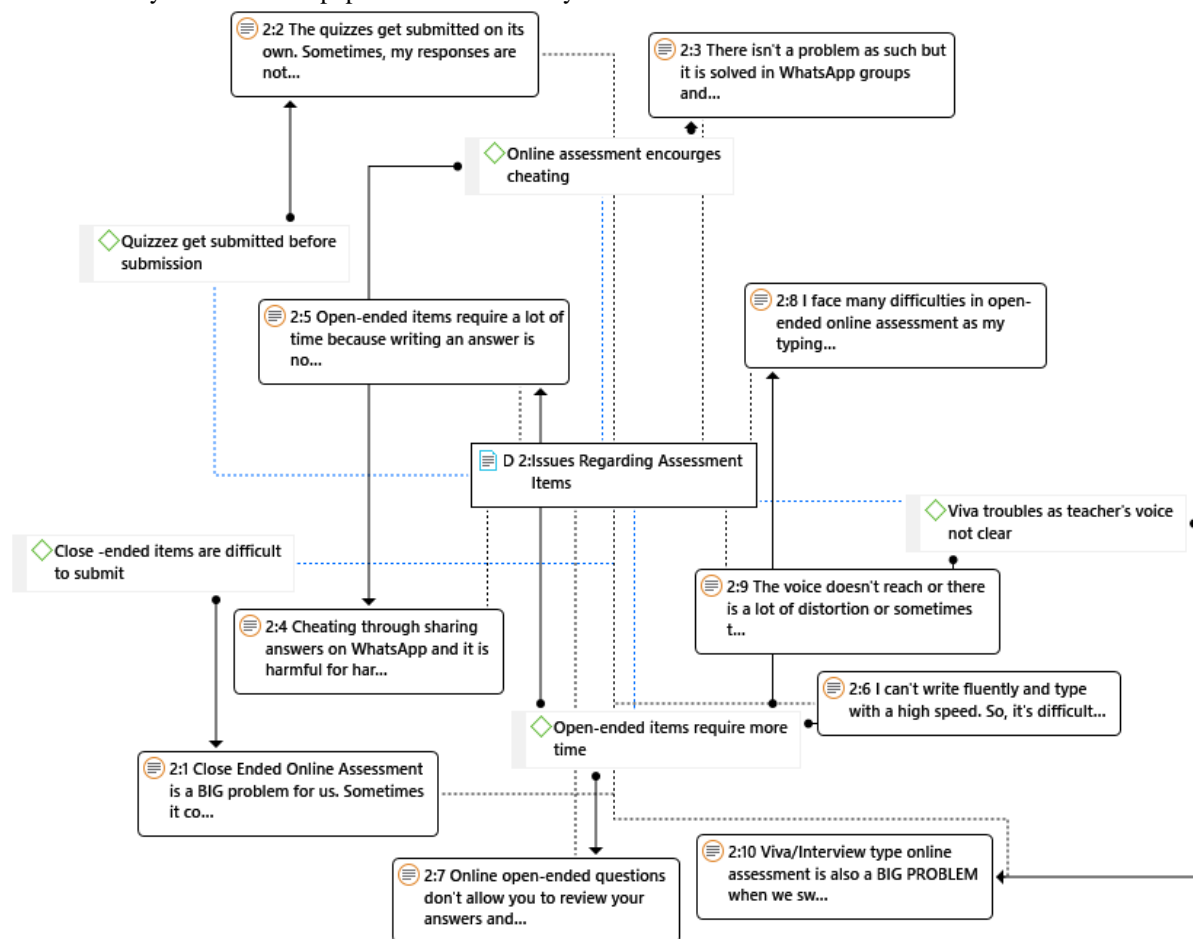 2:2 The quizzes get submitted on its
own. Sometimes, my responses are
not...
2:3 There isn't a problem as such but
it is solved in WhatsApp groups
and...
Online assessment encourges
cheating
Quizzez get submitted before
submission
2:5 Open-ended items require a lot of
time because writing an answer is
no...
2:8 I face many difficulties in open-
ended online assessment as my
typing...
D 2:Issues Regarding Assessment
Items
Viva troubles as teacher's voice
not clear
Close -ended items are difficult
to submit
2:9 The voice doesn't reach or there
is a lot of distortion or sometimes
t...
2:4 Cheating through sharing
answers on WhatsApp and it is
harmful for har...
2:6 I can't write fluently and type
with a high speed. So, it's difficult...
Open-ended items require more
time
2:1 Close Ended Online Assessment
is a BIG problem for us. Sometimes
it co...
2:10 Viva/Interview type online
assessment is also a BIG PROBLEM
when we sw...
2:7 Online open-ended questions
don't allow you to review your
answers and...